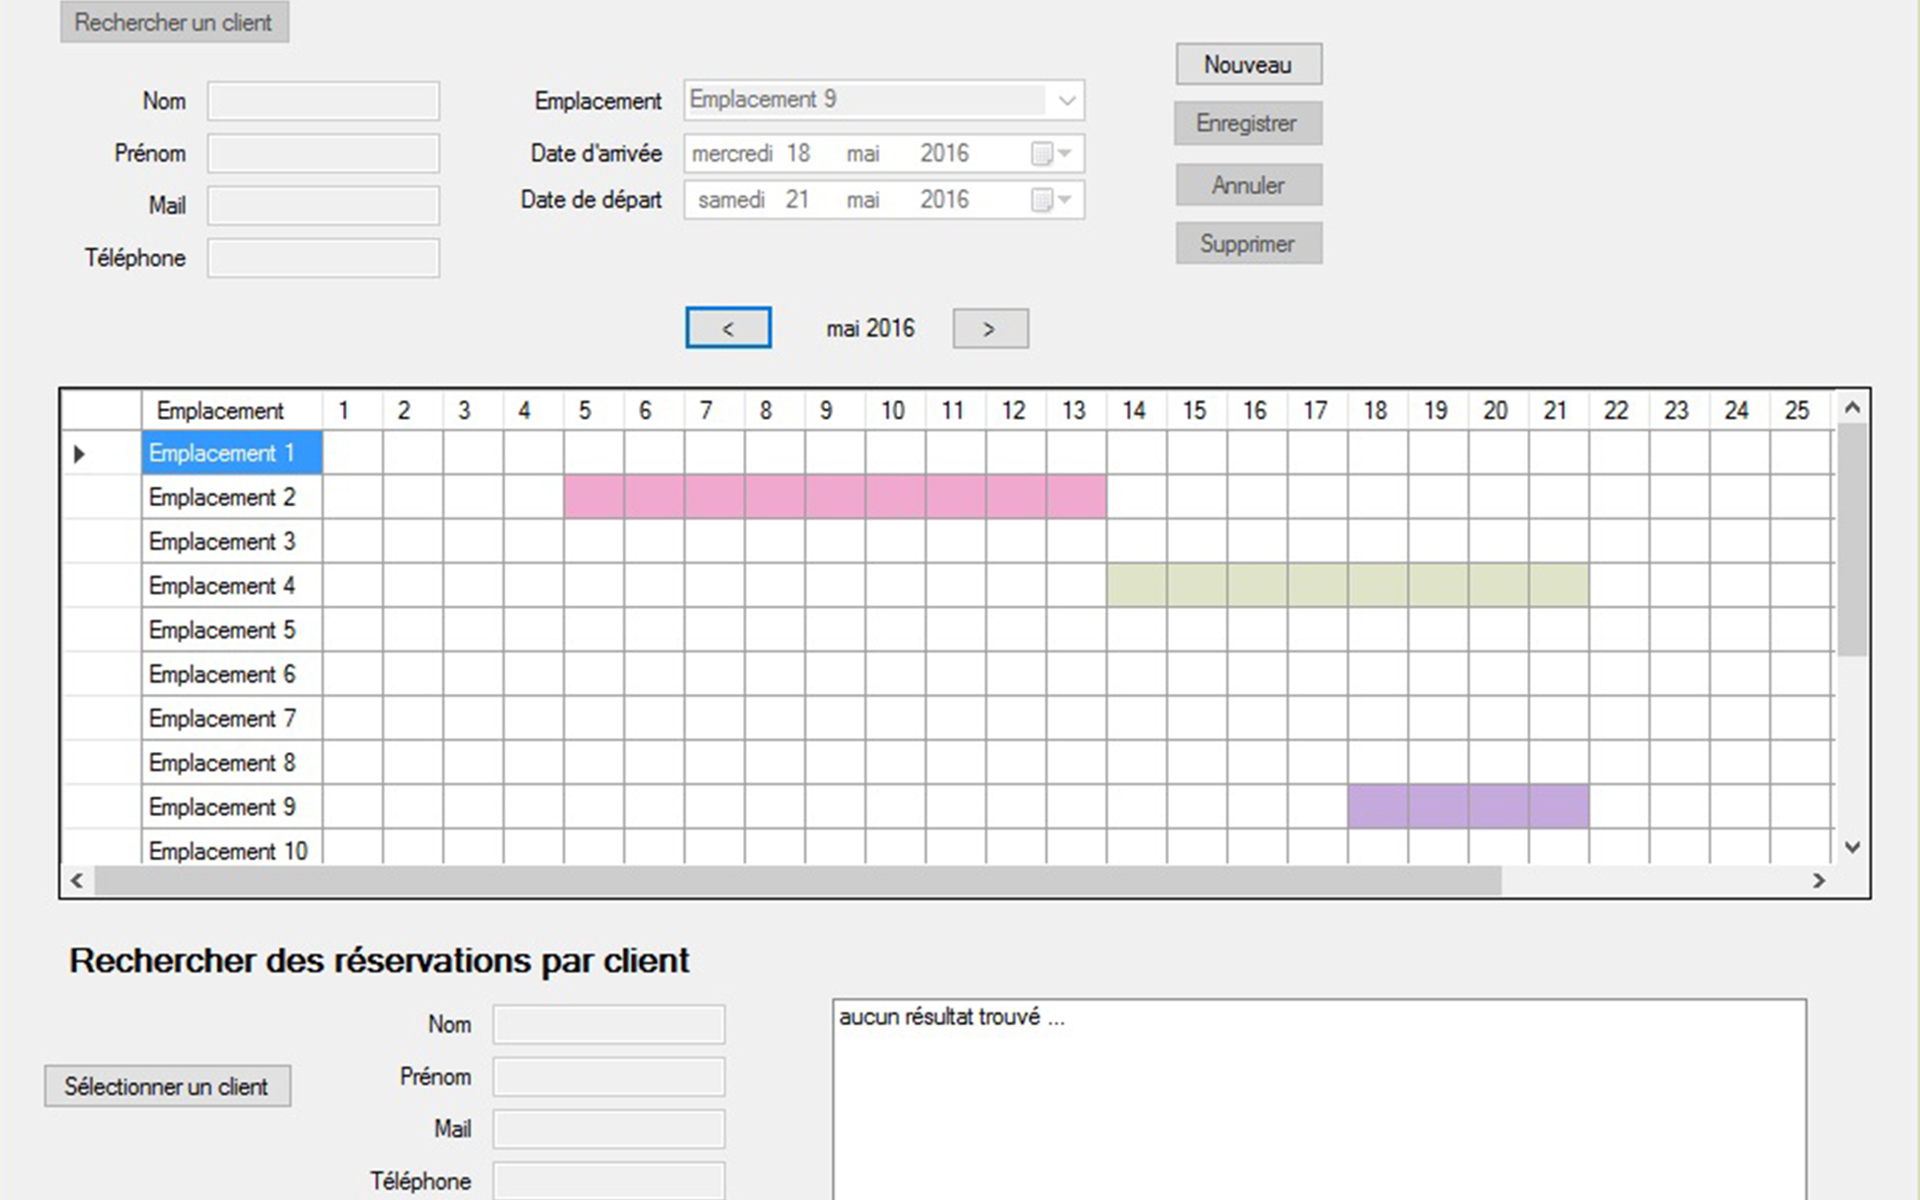 Rechercher un client
Nouveau
Nom
Emplacement Emplacement 9
Enregistrer
Prénom
Date d'arrivée mercredi 18 mai 2016
Annuler
Mail
Date de départ samedi 21 mai 2016
Supprimer
Téléphone
< mai 2016 >
Emplacement 1 2 3 4 5 6 7 8 9 10 11 12 13 14 15 16 17 18 19 20 21 22 23 24 25
Emplacement 1
Emplacement 2
Emplacement 3
Emplacement 4
Emplacement 5
Emplacement 6
Emplacement 7
Emplacement 8
Emplacement 9
Emplacement 10
Rechercher des réservations par client
Nom
aucun résultat trouvé ...
Prénom
Sélectionner un client
Mail
Téléphone